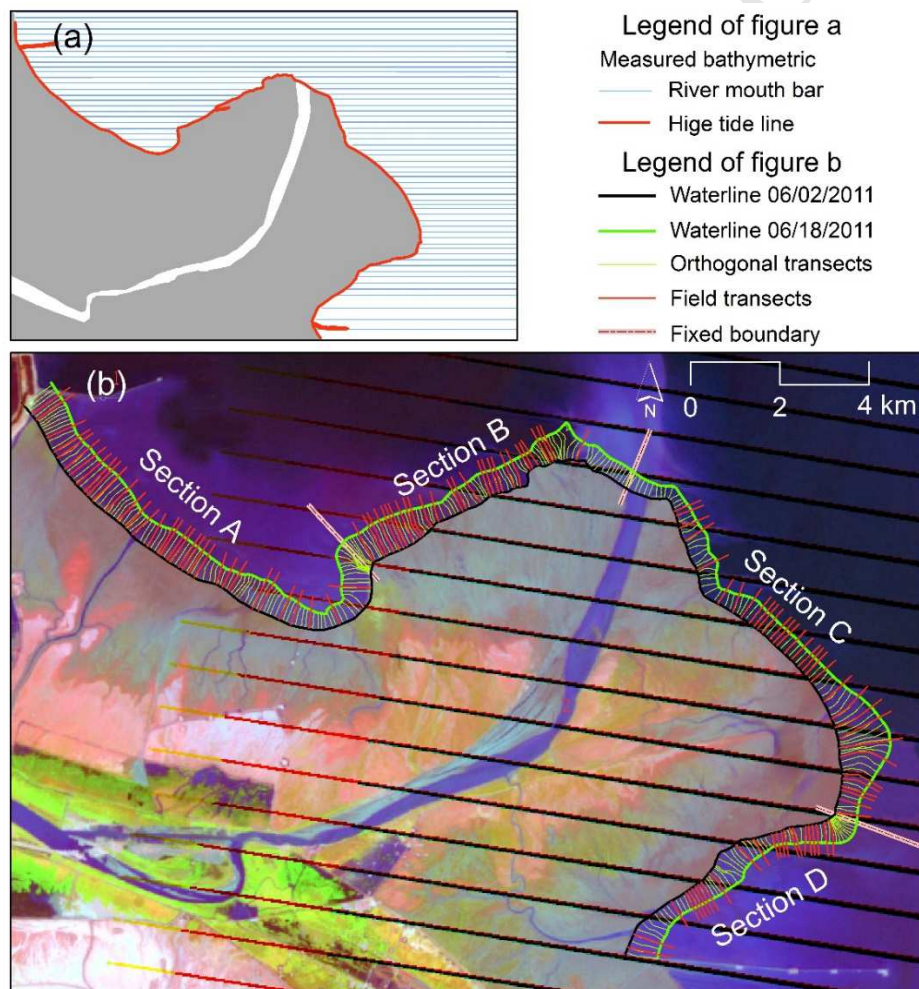 (a)
Legend of figure a
Measured bathymetric
River mouth bar
Hige tide line
Legend of figure b
Waterline 06/02/2011
Waterline 06/18/2011
Orthogonal transects
Field transects
Fixed boundary
(b)
N
0 2 4 km
Section A
Section B
Section C
Section D